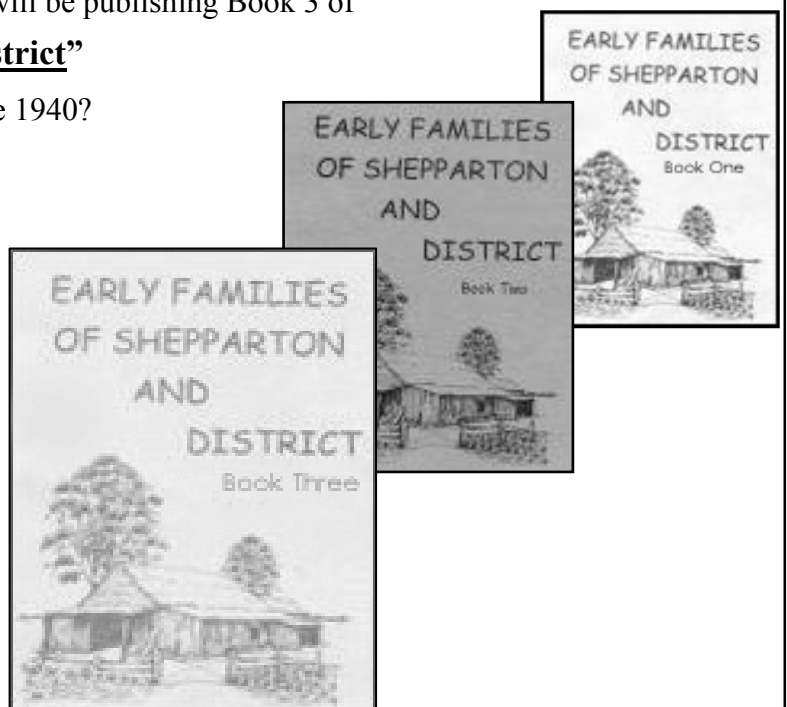 will be publishing Book 3 of
strict”
e 1940?
EARLY FAMILIES
OF SHEPPARTON
AND
DISTRICT
Book One
EARLY FAMILIES
OF SHEPPARTON
AND
DISTRICT
Book Two
EARLY FAMILIES
OF SHEPPARTON
AND
DISTRICT
Book Three